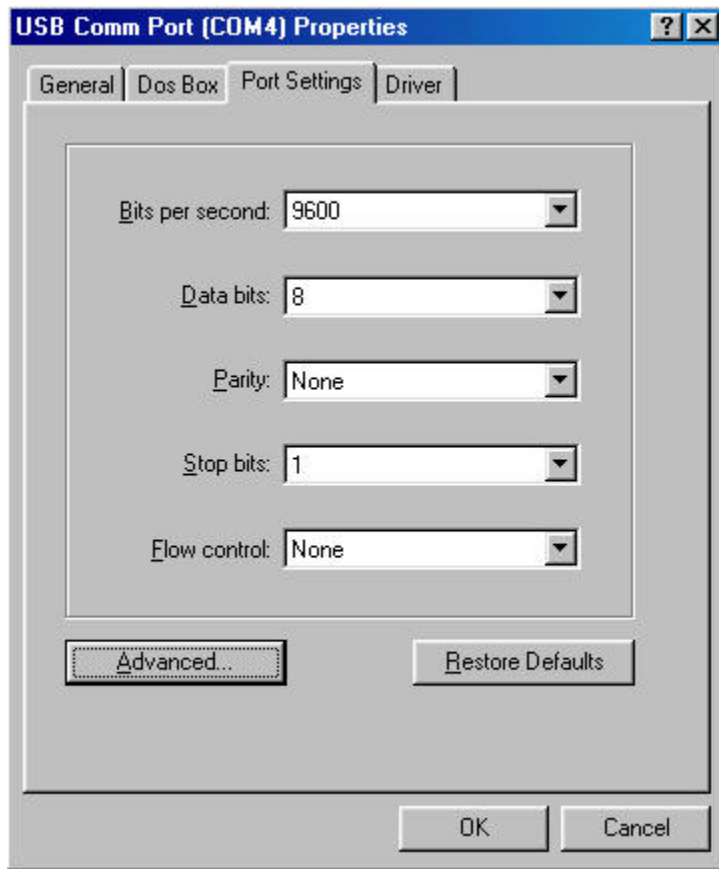 USB Comm Port (COM4) Properties
General Dos Box Port Settings Driver
Bits per second: 9600
Data bits: 8
Parity: None
Stop bits: 1
Flow control: None
Advanced... Restore Defaults
OK Cancel